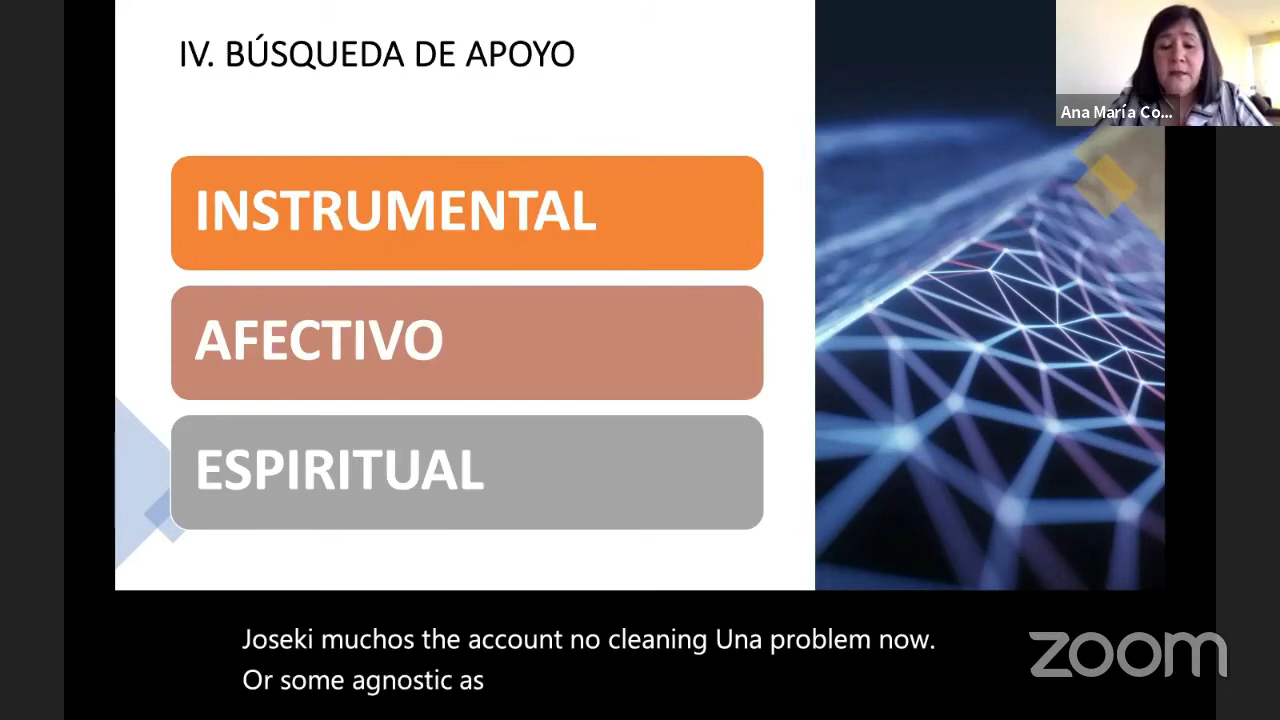 IV. BÚSQUEDA DE APOYO
Ana María Co...
INSTRUMENTAL
AFECTIVO
ESPIRITUAL
Joseki muchos the account no cleaning Una problem now.
Or some agnostic as
zoom